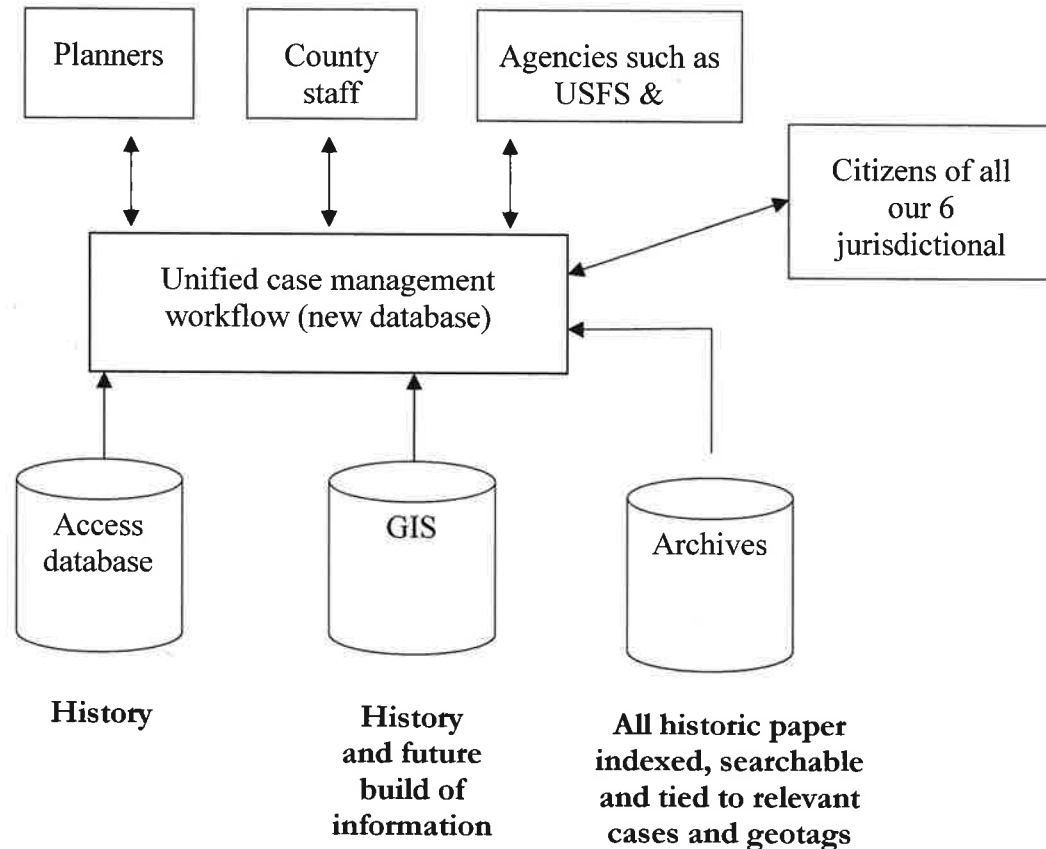 Planners
County
staff
Agencies such as
USFS &
Citizens of all
our 6
jurisdictional
Unified case management
workflow (new database)
Access
database
GIS
Archives
History
History
and future
build of
information
All historic paper
indexed, searchable
and tied to relevant
cases and geotags